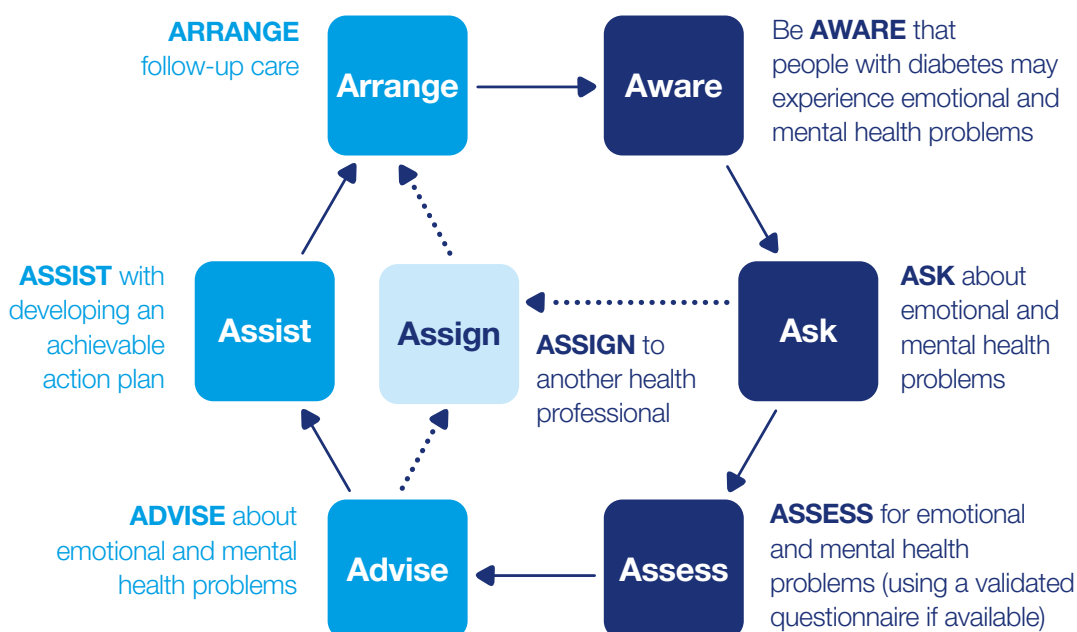 ARRANGE
follow-up care
Arrange
Aware
Be AWARE that
people with diabetes may
experience emotional and
mental health problems
ASSIST with
developing an
achievable
action plan
Assist
Assign
ASSIGN to
another health
professional
Ask
ASK about
emotional and
mental health
problems
ADVISE about
emotional and mental
health problems
Advise
Assess
ASSESS for emotional
and mental health
problems (using a validated
questionnaire if available)